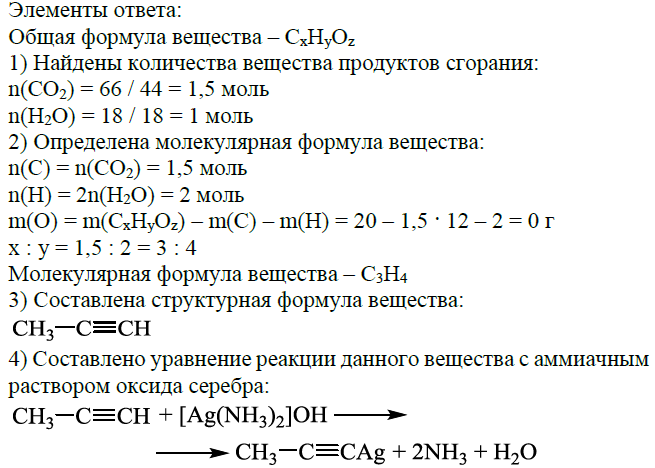 Элементы ответа:
Общая формула вещества – CxHyOz
1) Найдены количества вещества продуктов сгорания:
n(CO2) = 66 / 44 = 1,5 моль
n(H2O) = 18 / 18 = 1 моль
2) Определена молекулярная формула вещества:
n(C) = n(CO2) = 1,5 моль
n(H) = 2n(H2O) = 2 моль
m(O) = m(CxHyOz) – m(C) – m(H) = 20 – 1,5 · 12 – 2 = 0 г
x : y = 1,5 : 2 = 3 : 4
Молекулярная формула вещества – C3H4
3) Составлена структурная формула вещества:
CH3—C≡CH
4) Составлено уравнение реакции данного вещества с аммиачным
раствором оксида серебра:
CH3—C≡CH + [Ag(NH3)2]OH ⟶
⟶ CH3—C≡CAg + 2NH3 + H2O